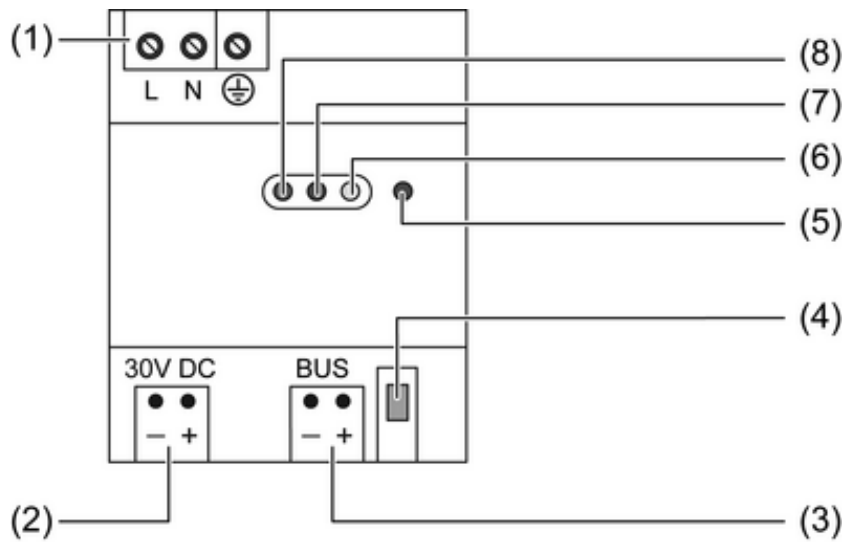 (1)
L N
(8)
(7)
(6)
(5)
(4)
30V DC BUS
− + − +
(2) (3)